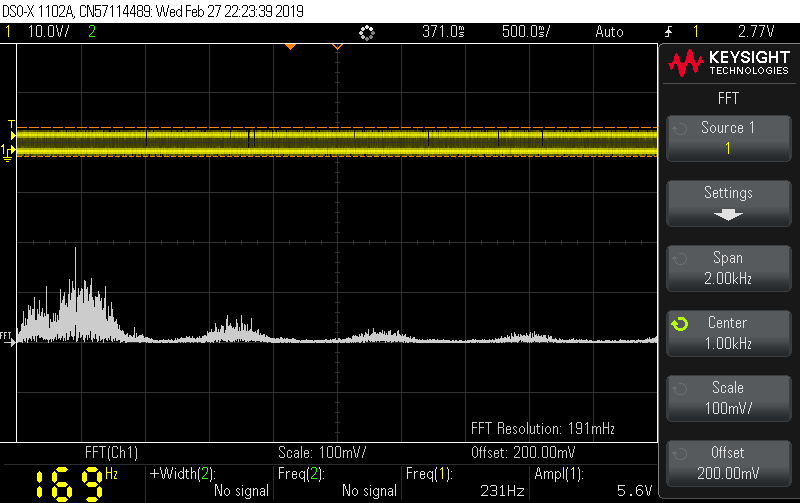 DSO-X 1102A, CN57114489: Wed Feb 27 22:23:39 2019
1 10.0V/ 2 371.0s 500.0s/ Auto 1 2.77V
KEYSIGHT
TECHNOLOGIES
FFT
Source 1
1
Settings
Span
2.00kHz
Center
1.00kHz
Scale
100mV/
Offset
200.00mV
T
1
FFT
FFT Resolution: 191mHz
FFT(Ch1) Scale: 100mV/ Offset: 200.00mV
169 Hz
+Width(2): No signal
Freq(2): No signal
Freq(1): 231Hz
Ampl(1): 5.6V